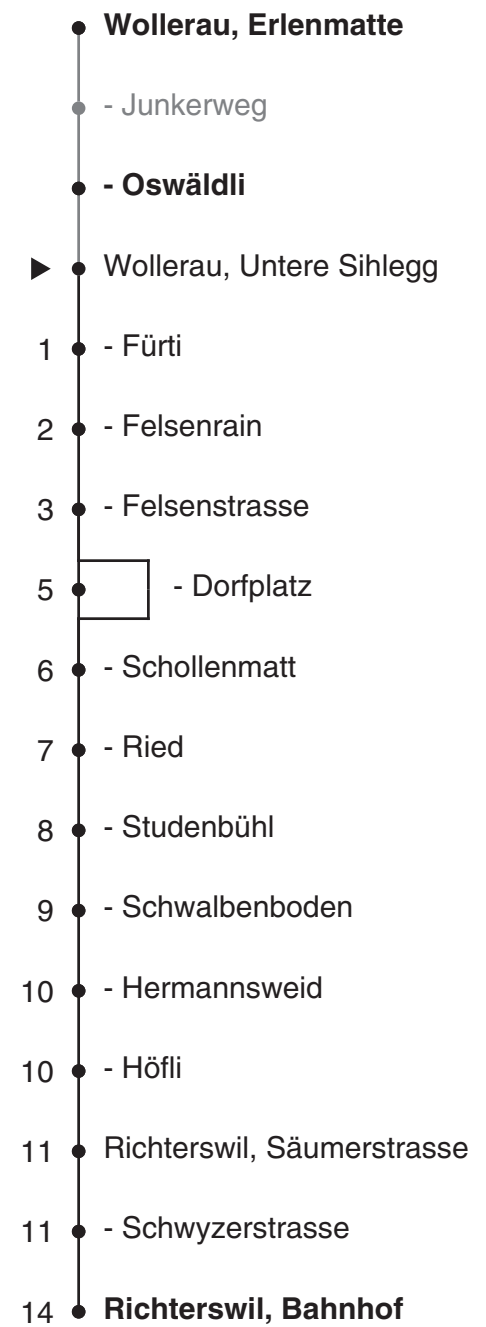 Wollerau, Erlenmatte
- Junkerweg
- Oswäldli
Wollerau, Untere Sihlegg
1 - Fürti
2 - Felsenrain
3 - Felsenstrasse
5 - Dorfplatz
6 - Schollenmatt
7 - Ried
8 - Studenbühl
9 - Schwalbenboden
10 - Hermannsweid
10 - Höfli
11 Richterswil, Säumerstrasse
11 - Schwyzerstrasse
14 Richterswil, Bahnhof